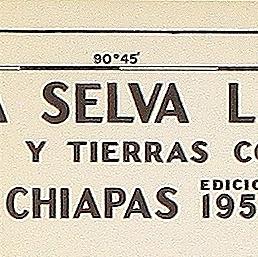 90°45'
A SELVA L
Y TIERRAS CO
CHIAPAS EDICIO 195